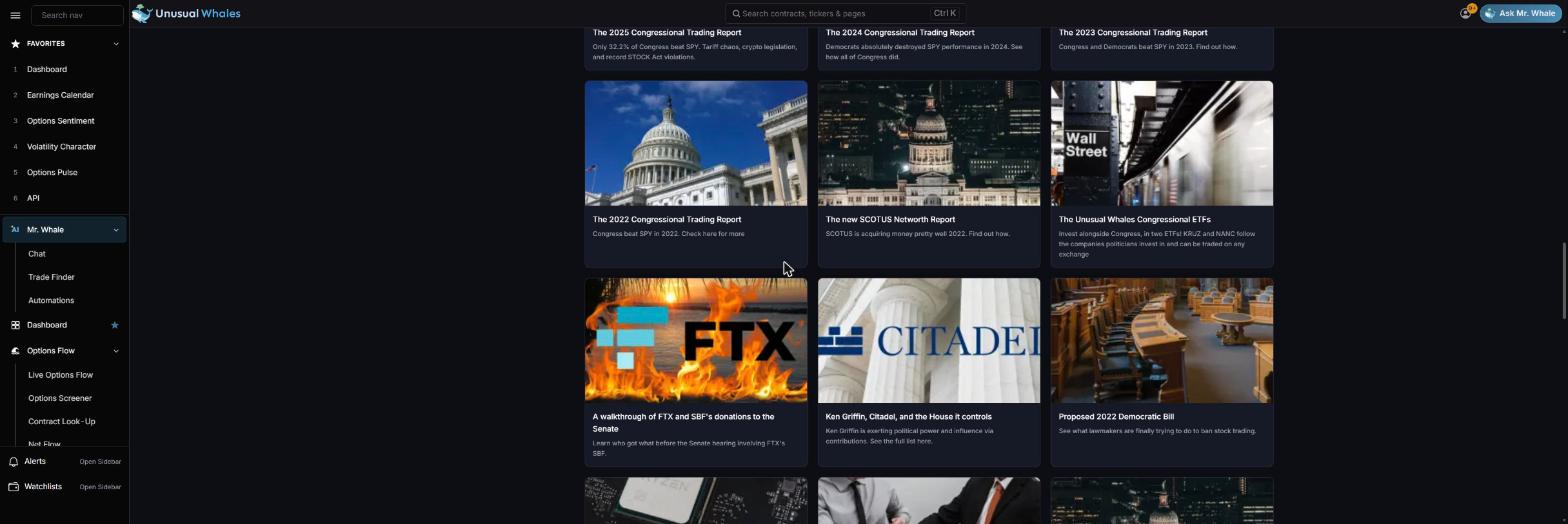 Search nav
Unusual Whales
Search contracts, tickers & pages
Ctrl K
9+
Ask Mr. Whale
FAVORITES
1 Dashboard
2 Earnings Calendar
3 Options Sentiment
4 Volatility Character
5 Options Pulse
6 API
AI Mr. Whale
Chat
Trade Finder
Automations
Dashboard
Options Flow
Live Options Flow
Options Screener
Contract Look-Up
Net Flow
Alerts
Open Sidebar
Watchlists
Open Sidebar
The 2025 Congressional Trading Report
Only 32.2% of Congress beat SPY. Tariff chaos, crypto legislation,
and record STOCK Act violations.
The 2024 Congressional Trading Report
Democrats absolutely destroyed SPY performance in 2024. See
how all of Congress did.
The 2023 Congressional Trading Report
Congress and Democrats beat SPY in 2023. Find out how.
The 2022 Congressional Trading Report
Congress beat SPY in 2022. Check here for more
The new SCOTUS Networth Report
SCOTUS is acquiring money pretty well 2022. Find out how.
Wall
Street
The Unusual Whales Congressional ETFs
Invest alongside Congress, in two ETFs! KRUZ and NANC follow
the companies politicians invest in and can be traded on any
exchange
FTX
A walkthrough of FTX and SBF's donations to the
Senate
Learn who got what before the Senate hearing involving FTX's
SBF.
CITADEL
Ken Griffin, Citadel, and the House it controls
Ken Griffin is exerting political power and influence via
contributions. See the full list here.
Proposed 2022 Democratic Bill
See what lawmakers are finally trying to do to ban stock trading.
RYZEN